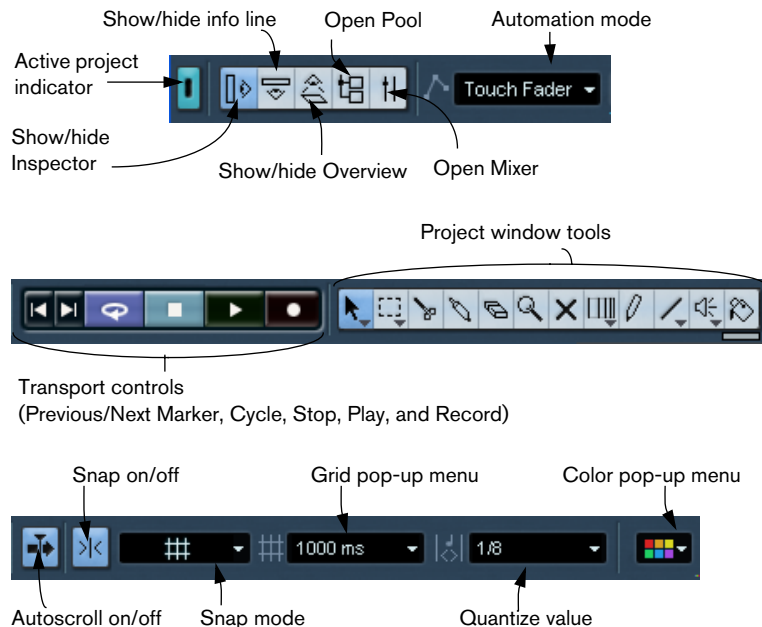 Show/hide info line
Open Pool
Automation mode
Active project
indicator
Touch Fader
Show/hide
Inspector
Show/hide Overview
Open Mixer
Project window tools
Transport controls
(Previous/Next Marker, Cycle, Stop, Play, and Record)
Snap on/off
Grid pop-up menu
Color pop-up menu
1000 ms
1/8
Autoscroll on/off
Snap mode
Quantize value